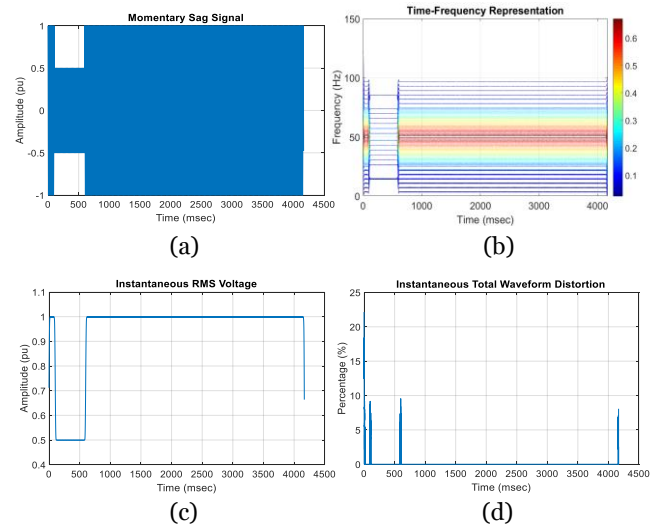 Momentary Sag Signal
1
0.5
0
-0.5
-1
Amplitude (pu)
0 500 1000 1500 2000 2500 3000 3500 4000 4500
Time (msec)
(a)
Time-Frequency Representation
150
100
50
0
Frequency (Hz)
1000 2000 3000 4000
Time (msec)
0.6
0.5
0.4
0.3
0.2
0.1
(b)
Instantaneous RMS Voltage
1.1
1
0.9
0.8
0.7
0.6
0.5
0.4
Amplitude (pu)
0 500 1000 1500 2000 2500 3000 3500 4000 4500
Time (msec)
(c)
Instantaneous Total Waveform Distortion
25
20
15
10
5
0
Percentage (%)
0 500 1000 1500 2000 2500 3000 3500 4000 4500
Time (msec)
(d)